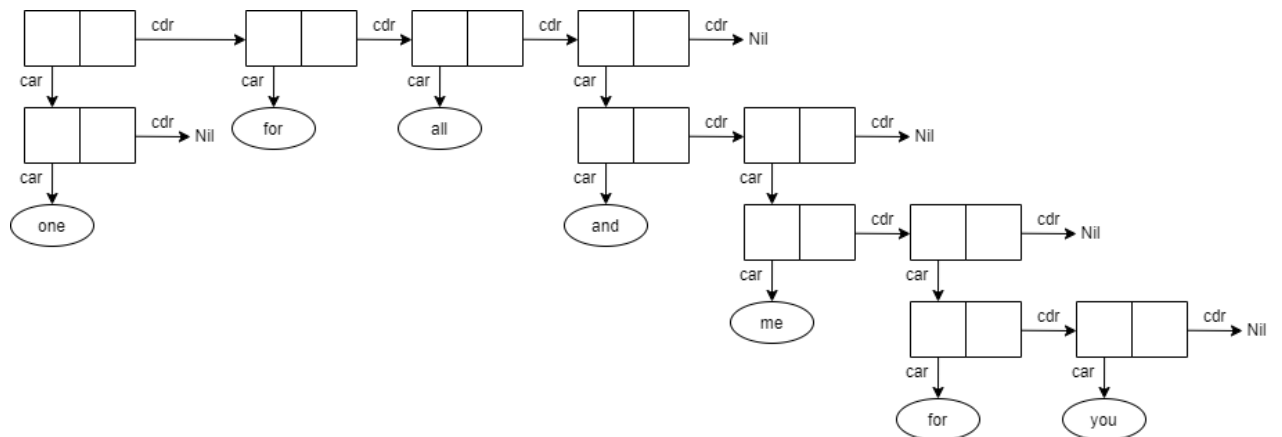 cdr cdr cdr cdr Nil
car car car car
cdr Nil for all cdr cdr Nil
car car car
one and cdr cdr Nil
car car
me cdr cdr Nil
car car
for you